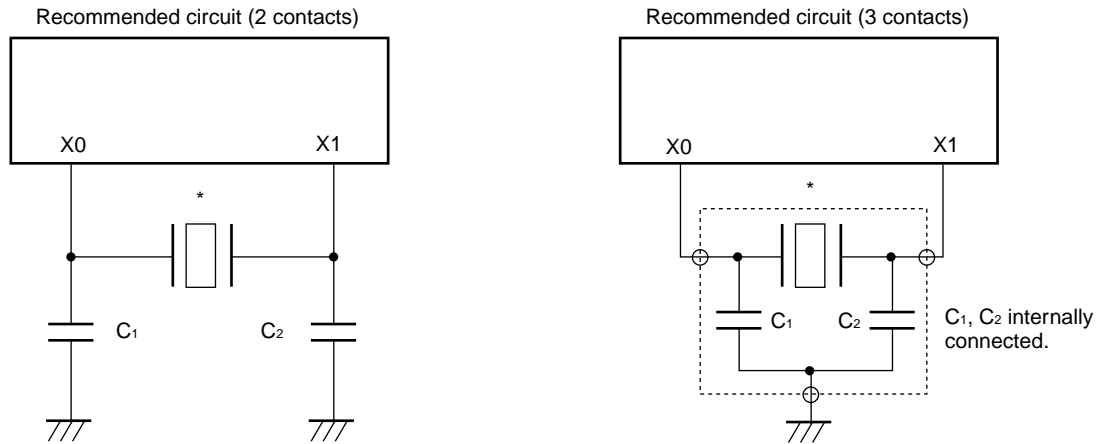 Recommended circuit (2 contacts)
X0
X1
*
C1
C2
Recommended circuit (3 contacts)
X0
X1
*
C1
C2
C1, C2 internally
connected.